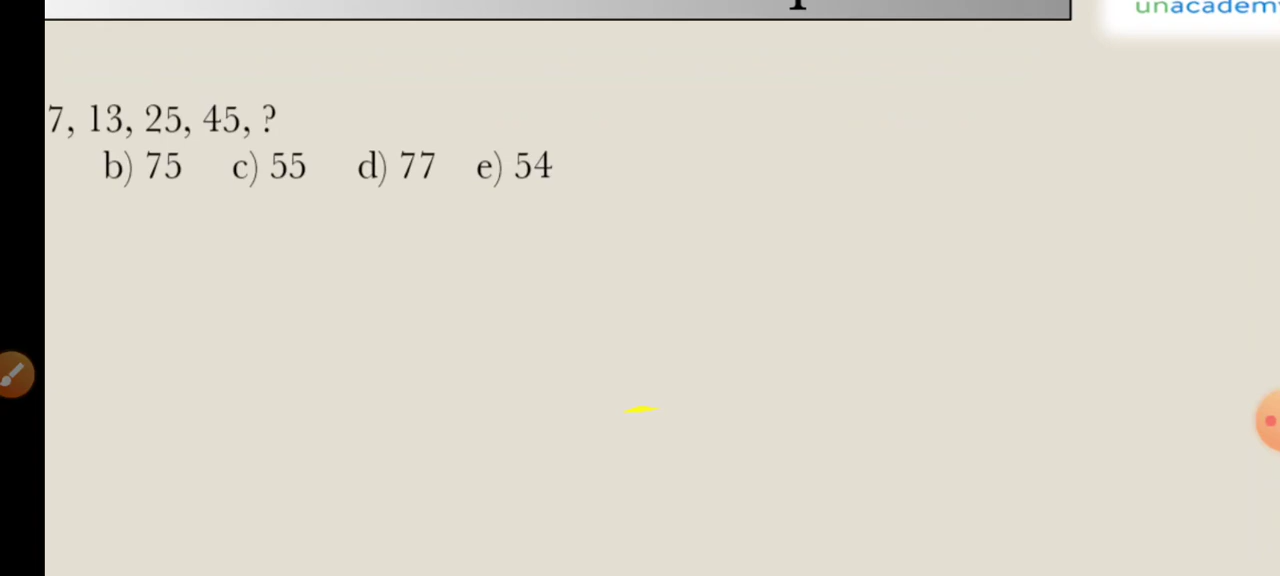 unacadem
7, 13, 25, 45, ?
b) 75 c) 55 d) 77 e) 54